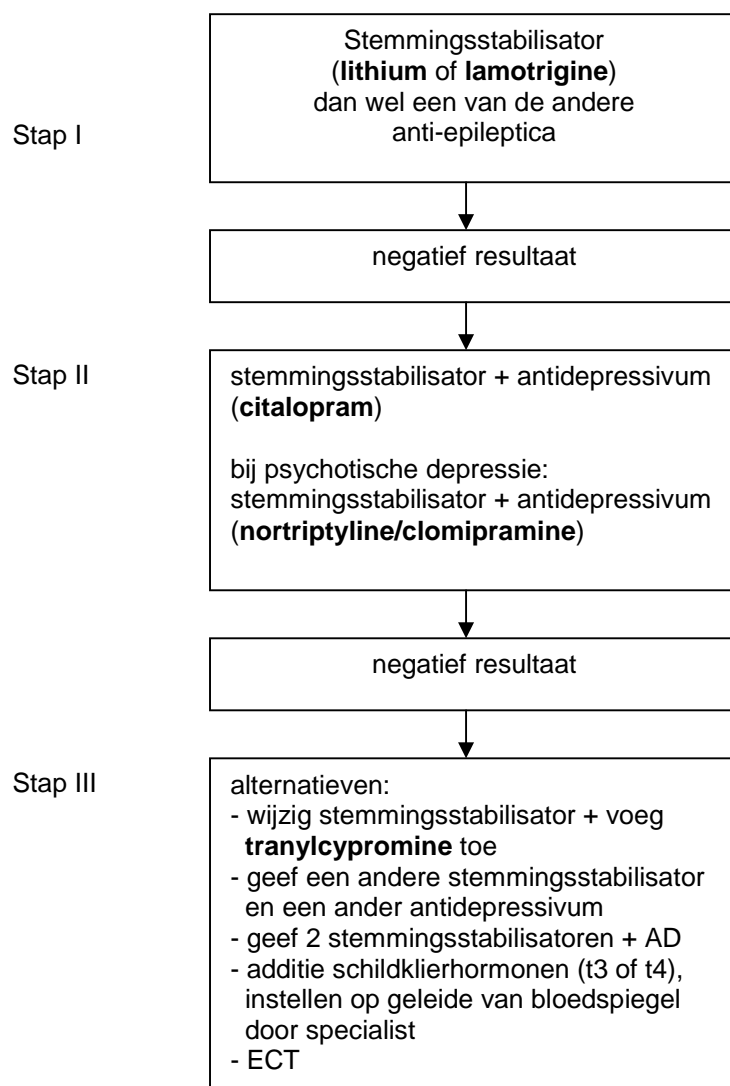 Stap I
Stemmingsstabilisator
(lithium of lamotrigine)
dan wel een van de andere
anti-epileptica
negatief resultaat
Stap II
stemmingsstabilisator + antidepressivum
(citalopram)
bij psychotische depressie:
stemmingsstabilisator + antidepressivum
(nortriptyline/clomipramine)
negatief resultaat
Stap III
alternatieven:
- wijzig stemmingsstabilisator + voeg
tranylcypromine toe
- geef een andere stemmingsstabilisator
en een ander antidepressivum
- geef 2 stemmingsstabilisatoren + AD
- additie schildklierhormonen (t3 of t4),
instellen op geleide van bloedspiegel
door specialist
- ECT